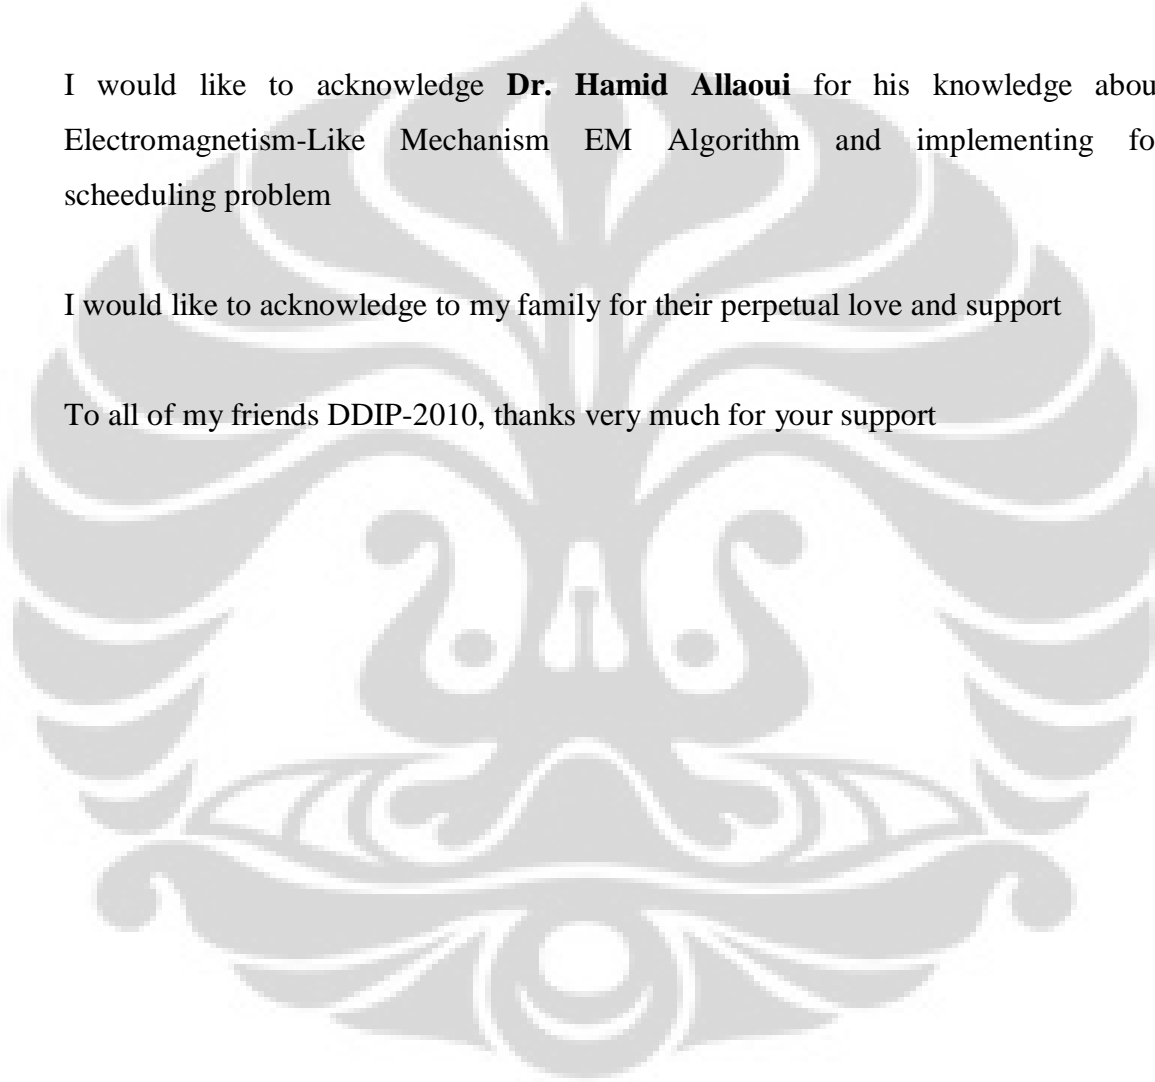 I would like to acknowledge Dr. Hamid Allaoui for his knowledge abou
Electromagnetism-Like Mechanism EM Algorithm and implementing fo
scheeduling problem
I would like to acknowledge to my family for their perpetual love and support
To all of my friends DDIP-2010, thanks very much for your support